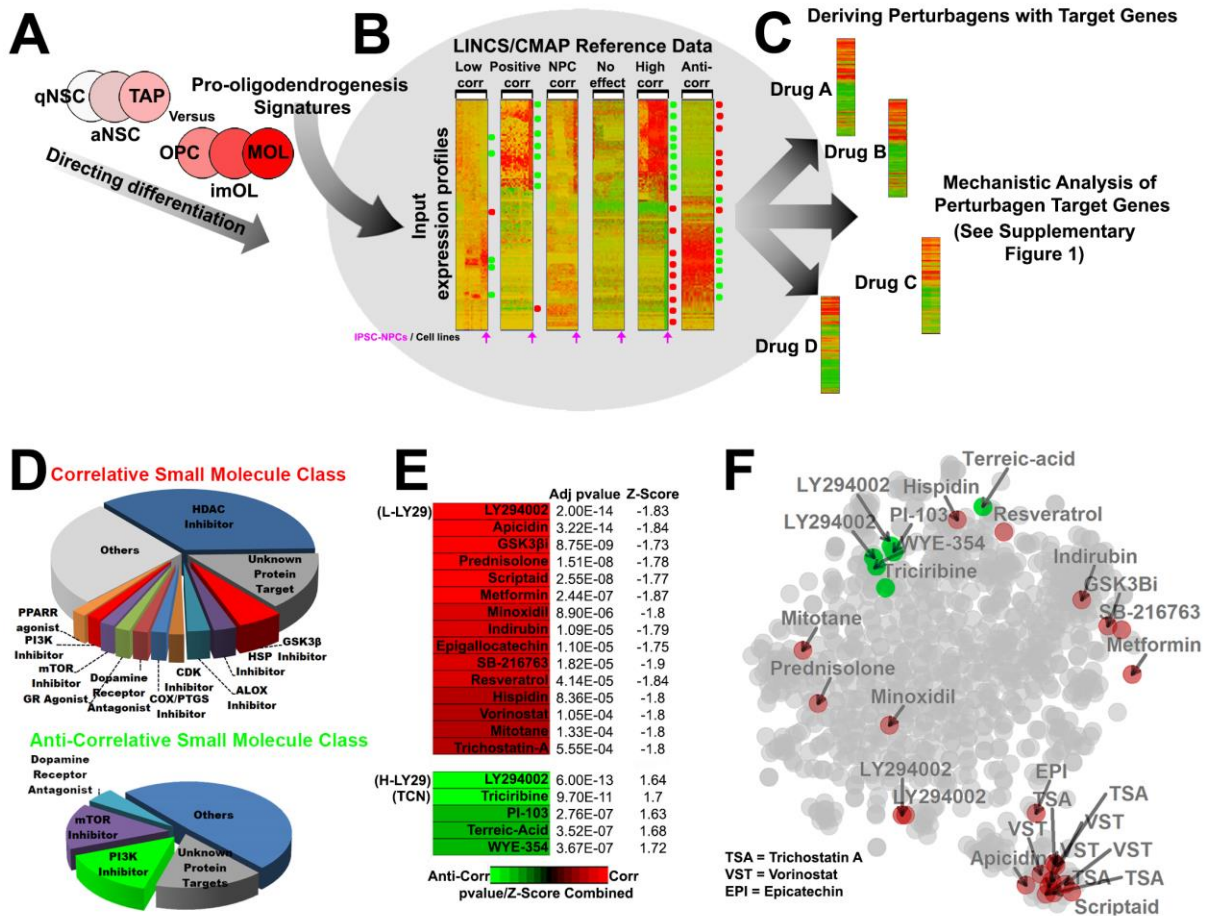 A
qNSC
TAP
aNSC
Versus
OPC
MOL
imOL
Directing differentiation
Pro-oligodendrogenesis
Signatures
B
LINCS/CMAP Reference Data
Low corr
Positive corr
NPC corr
No effect
High corr
Anti-corr
Input
expression profiles
IPSC-NPCs / Cell lines
C
Deriving Perturbagens with Target Genes
Drug A
Drug B
Drug C
Drug D
Mechanistic Analysis of
Perturbagen Target Genes
(See Supplementary
Figure 1)
D
Correlative Small Molecule Class
HDAC
Inhibitor
Others
Unknown
Protein
Target
PPARR
agonist
PI3K
Inhibitor
mTOR
Inhibitor
GR Agonist
Dopamine
Receptor
Antagonist
COX/PTGS
Inhibitor
CDK
Inhibitor
ALOX
Inhibitor
HSP
Inhibitor
GSK3β
Inhibitor
Anti-Correlative Small Molecule Class
Dopamine
Receptor
Antagonist
Others
mTOR
Inhibitor
PI3K
Inhibitor
Unknown
Protein
Targets
E
Adj pvalue Z-Score
(L-LY29) LY294002 2.00E-14 -1.83
Apicidin 3.22E-14 -1.84
GSK3βi 8.75E-09 -1.73
Prednisolone 1.51E-08 -1.78
Scriptaid 2.55E-08 -1.77
Metformin 2.44E-07 -1.87
Minoxidil 8.90E-06 -1.8
Indirubin 1.09E-05 -1.79
Epigallocatechin 1.10E-05 -1.75
SB-216763 1.82E-05 -1.9
Resveratrol 4.14E-05 -1.84
Hispidin 8.36E-05 -1.8
Vorinostat 1.05E-04 -1.8
Mitotane 1.33E-04 -1.8
Trichostatin-A 5.55E-04 -1.8
(H-LY29) LY294002 6.00E-13 1.64
(TCN) Triciribine 9.70E-11 1.7
PI-103 2.76E-07 1.63
Terreic-Acid 3.52E-07 1.68
WYE-354 3.67E-07 1.72
Anti-Corr Corr
pvalue/Z-Score Combined
F
Terreic-acid
LY294002
Hispidin
LY294002
PI-103
Resveratrol
WYE-354
Triciribine
Indirubin
GSK3Bi
SB-216763
Metformin
Mitotane
Prednisolone
Minoxidil
LY294002
LY294002
EPI
TSA
TSA
VST
VST
VST
VST
Apicidin
TSA
TSA
Scriptaid
TSA = Trichostatin A
VST = Vorinostat
EPI = Epicatechin